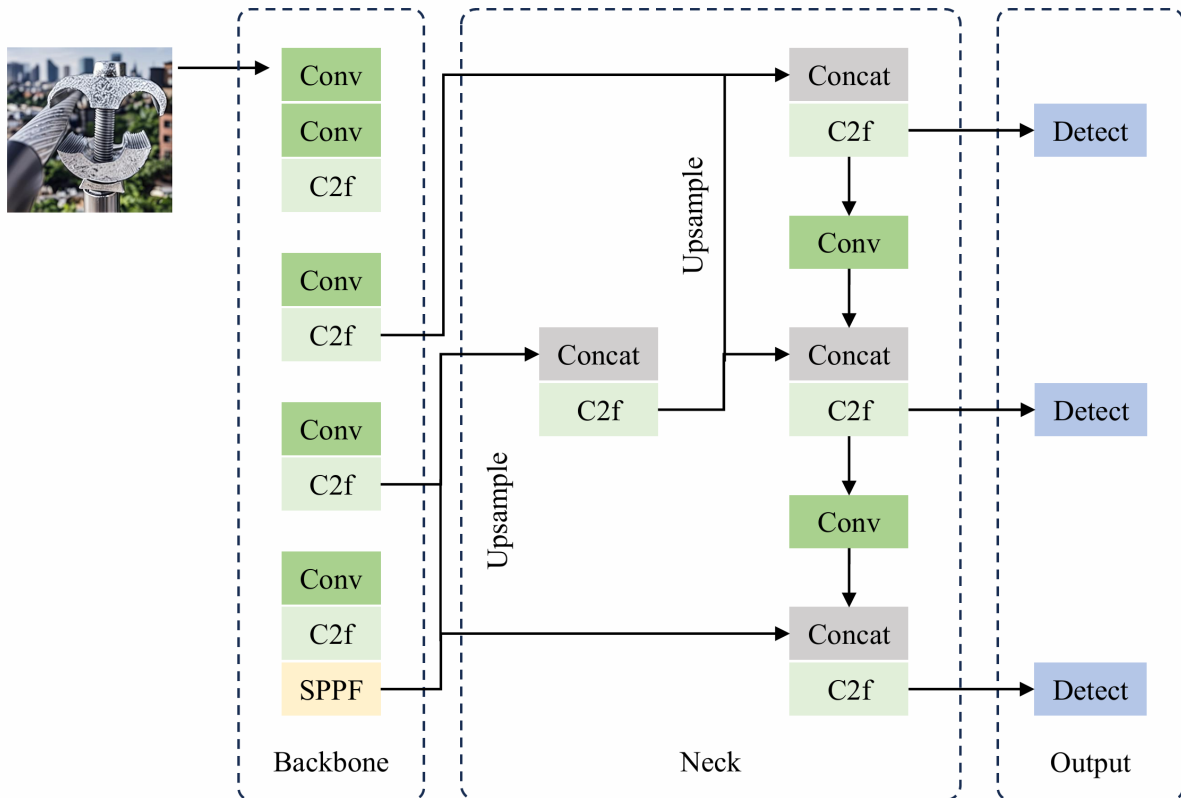 Conv
Conv
C2f
Conv
C2f
Conv
C2f
Conv
C2f
SPPF
Backbone
Upsample
Concat
C2f
Upsample
Concat
C2f
Conv
Concat
C2f
Conv
Concat
C2f
Neck
Detect
Detect
Detect
Output